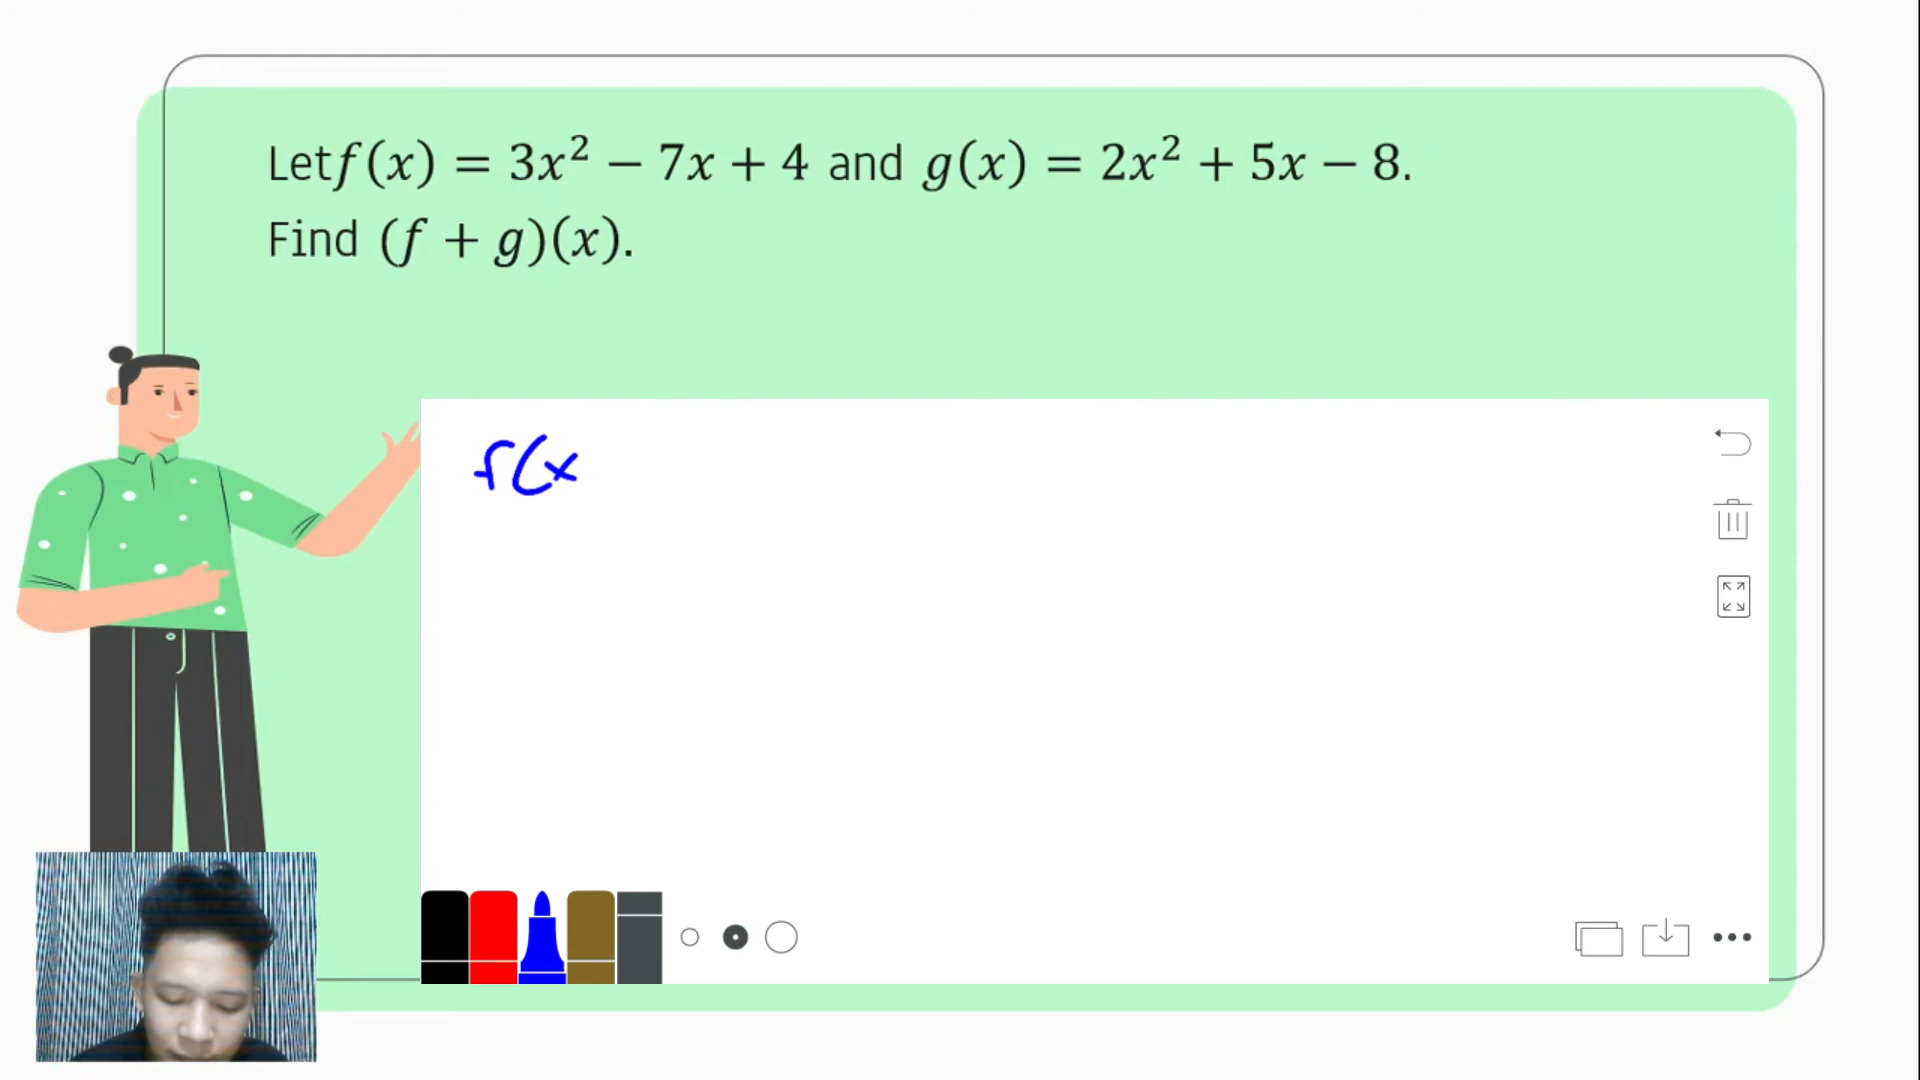 Let f(x) = 3x² − 7x + 4 and g(x) = 2x² + 5x − 8.
Find (f + g)(x).
f(x